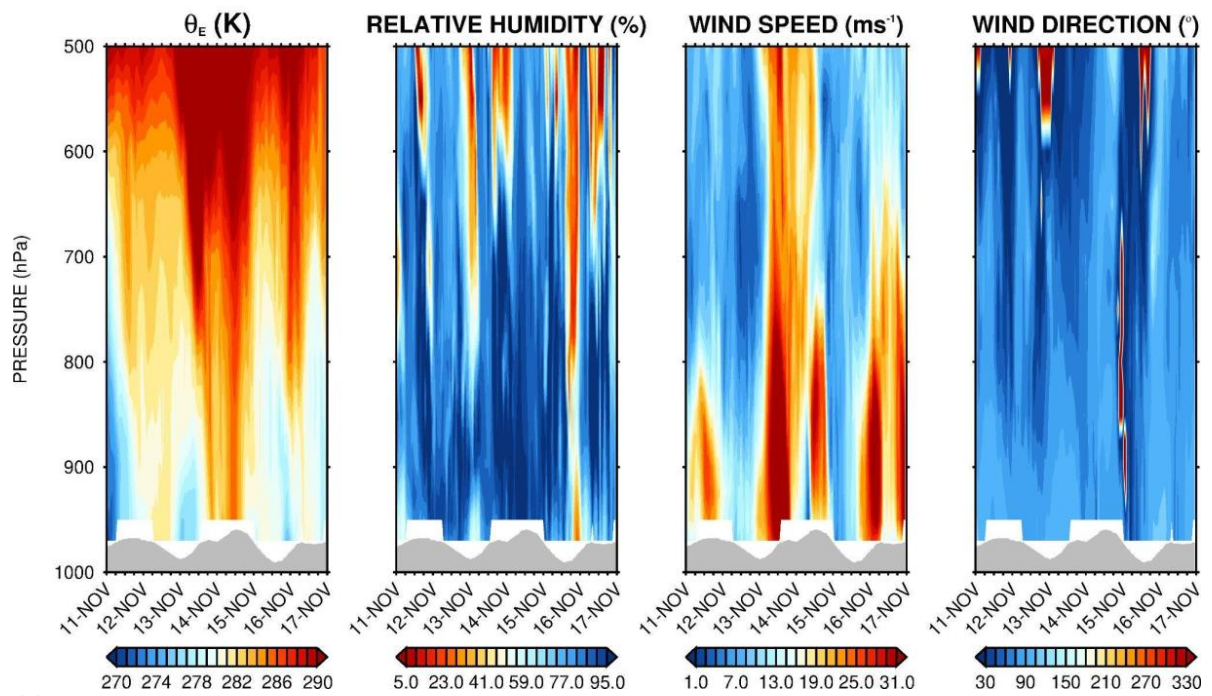 θE (K)
RELATIVE HUMIDITY (%)
WIND SPEED (ms⁻¹)
WIND DIRECTION (°)
PRESSURE (hPa)
500
600
700
800
900
1000
11-NOV 12-NOV 13-NOV 14-NOV 15-NOV 16-NOV 17-NOV
11-NOV 12-NOV 13-NOV 14-NOV 15-NOV 16-NOV 17-NOV
11-NOV 12-NOV 13-NOV 14-NOV 15-NOV 16-NOV 17-NOV
11-NOV 12-NOV 13-NOV 14-NOV 15-NOV 16-NOV 17-NOV
270 274 278 282 286 290
5.0 23.0 41.0 59.0 77.0 95.0
1.0 7.0 13.0 19.0 25.0 31.0
30 90 150 210 270 330